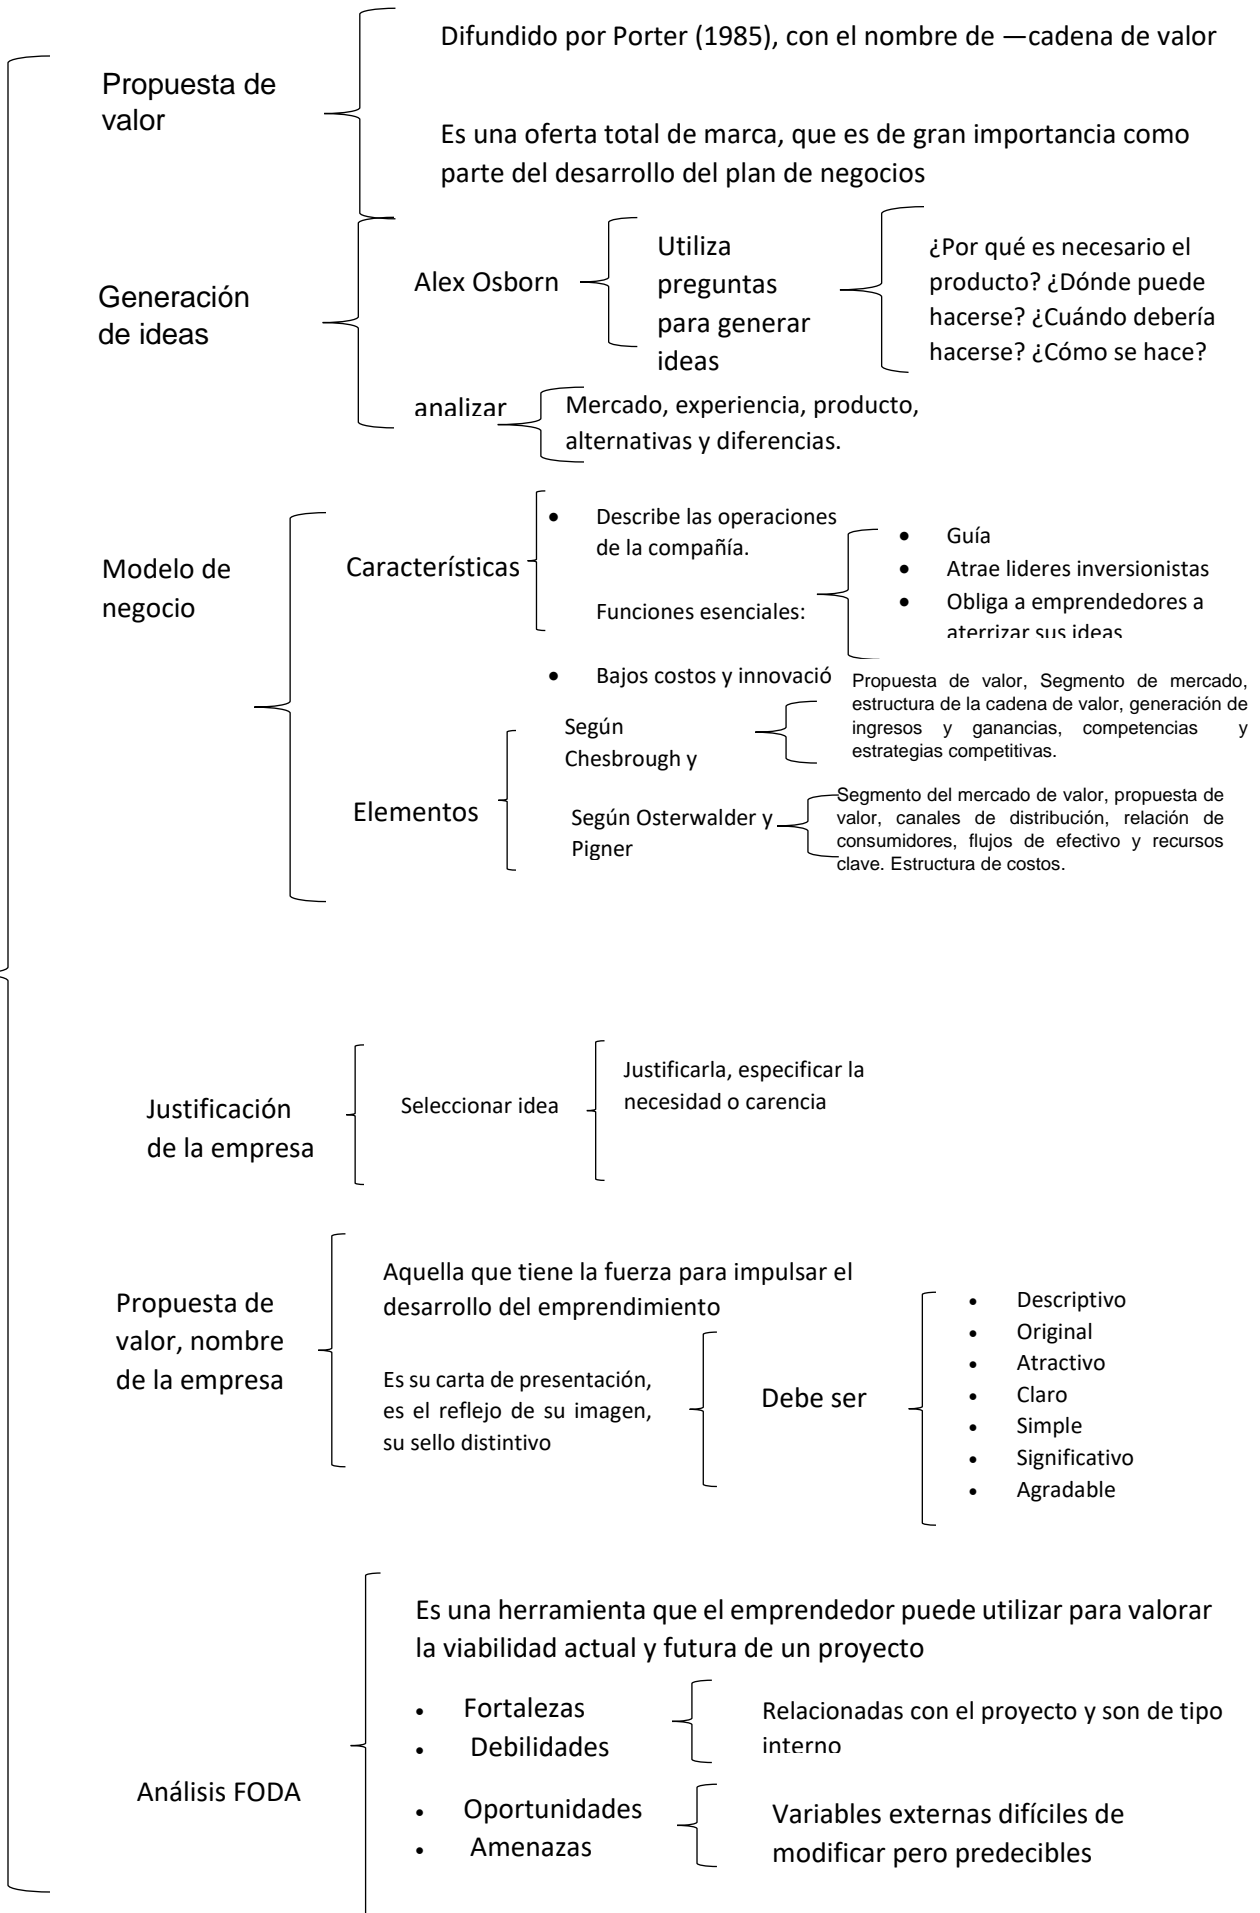 Difundido por Porter (1985), con el nombre de —cadena de valor
Propuesta de
valor
Es una oferta total de marca, que es de gran importancia como
parte del desarrollo del plan de negocios
Generación
de ideas
Alex Osborn
Utiliza
preguntas
para generar
ideas
¿Por qué es necesario el
producto? ¿Dónde puede
hacerse? ¿Cuándo debería
hacerse? ¿Cómo se hace?
analizar
Mercado, experiencia, producto,
alternativas y diferencias.
Modelo de
negocio
Características
• Describe las operaciones
de la compañía.
Funciones esenciales:
• Guía
• Atrae lideres inversionistas
• Obliga a emprendedores a
aterrizar sus ideas
• Bajos costos y innovació
Elementos
Según
Chesbrough y
Propuesta de valor, Segmento de mercado,
estructura de la cadena de valor, generación de
ingresos y ganancias, competencias y
estrategias competitivas.
Según Osterwalder y
Pigner
Segmento del mercado de valor, propuesta de
valor, canales de distribución, relación de
consumidores, flujos de efectivo y recursos
clave. Estructura de costos.
Justificación
de la empresa
Seleccionar idea
Justificarla, especificar la
necesidad o carencia
Propuesta de
valor, nombre
de la empresa
Aquella que tiene la fuerza para impulsar el
desarrollo del emprendimiento
Es su carta de presentación,
es el reflejo de su imagen,
su sello distintivo
Debe ser
• Descriptivo
• Original
• Atractivo
• Claro
• Simple
• Significativo
• Agradable
Análisis FODA
Es una herramienta que el emprendedor puede utilizar para valorar
la viabilidad actual y futura de un proyecto
• Fortalezas
• Debilidades
Relacionadas con el proyecto y son de tipo
interno
• Oportunidades
• Amenazas
Variables externas difíciles de
modificar pero predecibles